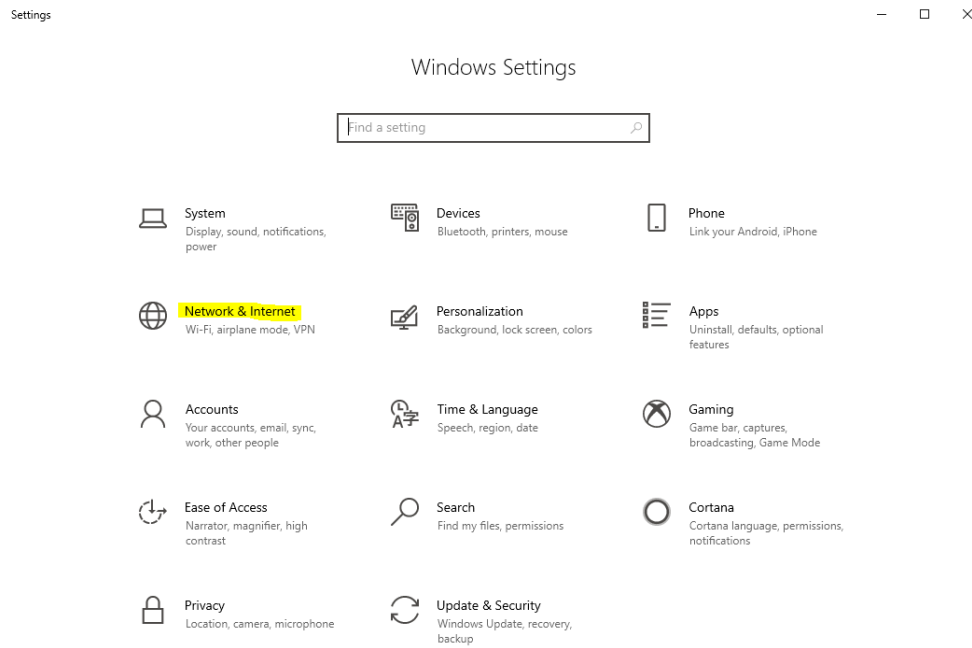 Settings
Windows Settings
Find a setting
System
Display, sound, notifications,
power
Devices
Bluetooth, printers, mouse
Phone
Link your Android, iPhone
Network & Internet
Wi-Fi, airplane mode, VPN
Personalization
Background, lock screen, colors
Apps
Uninstall, defaults, optional
features
Accounts
Your accounts, email, sync,
work, other people
Time & Language
Speech, region, date
Gaming
Game bar, captures,
broadcasting, Game Mode
Ease of Access
Narrator, magnifier, high
contrast
Search
Find my files, permissions
Cortana
Cortana language, permissions,
notifications
Privacy
Location, camera, microphone
Update & Security
Windows Update, recovery,
backup